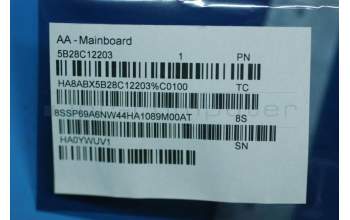 AA - Mainboard
5B28C12203 1 PN
HA8ABX5B28C12203%C0100 TC
8SSP69A6NW44HA1089M00AT 8S
HA0YWUV1 SN